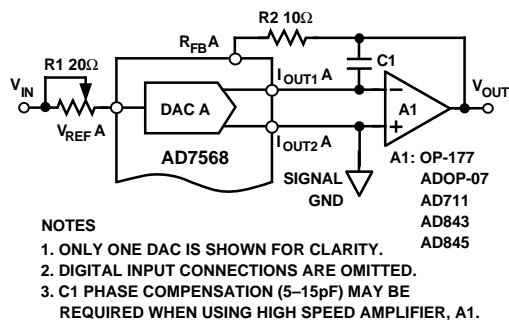 R2 10Ω
R1 20Ω
R_FB A
C1
V_IN
I_OUT1 A
V_OUT
DAC A
A1
V_REF A
I_OUT2 A
AD7568
SIGNAL
GND
A1: OP-177
ADOP-07
AD711
AD843
AD845
NOTES
1. ONLY ONE DAC IS SHOWN FOR CLARITY.
2. DIGITAL INPUT CONNECTIONS ARE OMITTED.
3. C1 PHASE COMPENSATION (5–15pF) MAY BE
REQUIRED WHEN USING HIGH SPEED AMPLIFIER, A1.